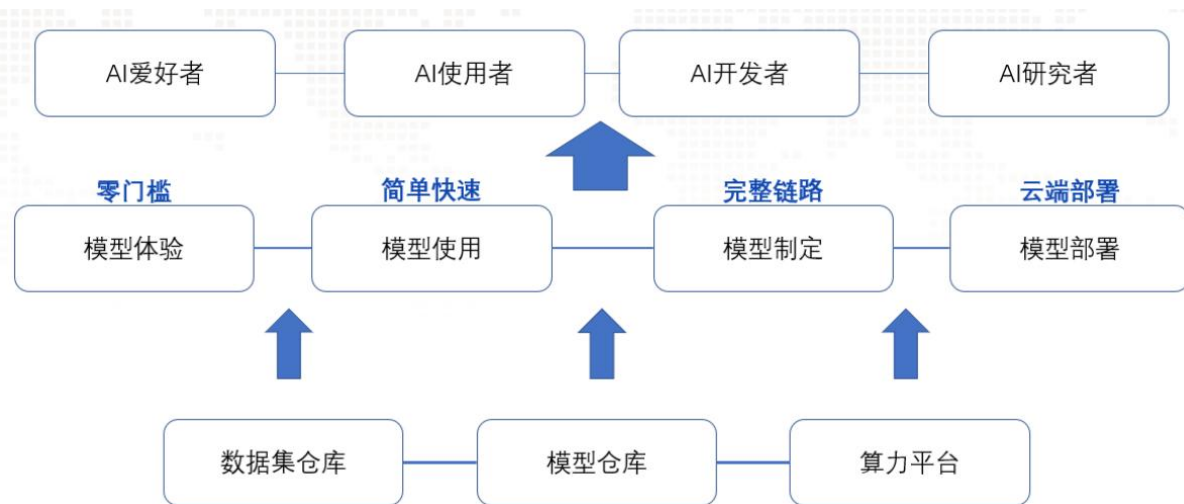 AI爱好者
AI使用者
AI开发者
AI研究者
零门槛
简单快速
完整链路
云端部署
模型体验
模型使用
模型制定
模型部署
数据集仓库
模型仓库
算力平台